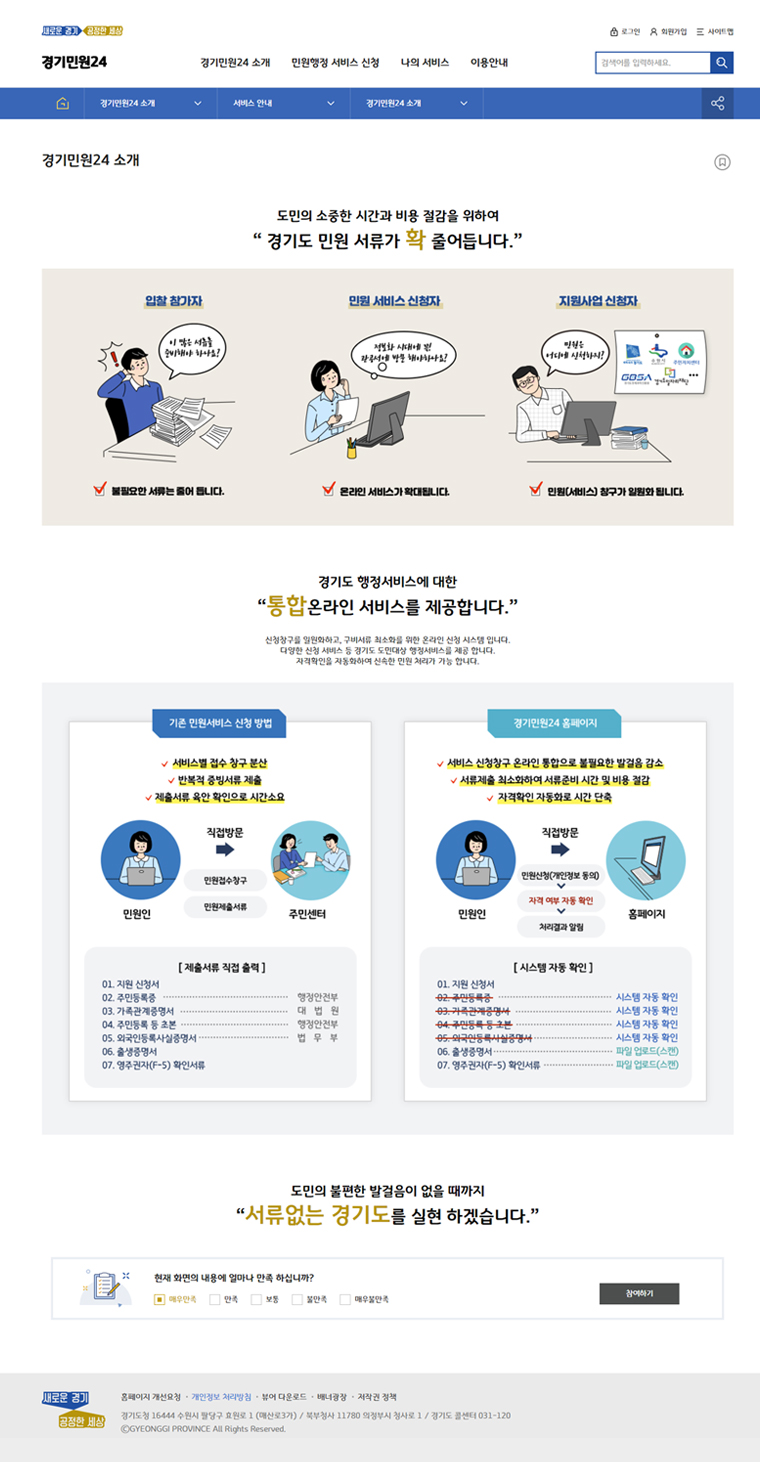 새로운 경기 공정한 세상
로그인 회원가입 사이트맵
경기민원24
경기민원24 소개 민원행정 서비스 신청 나의 서비스 이용안내
검색어를 입력하세요.
경기민원24 소개 서비스 안내 경기민원24 소개
경기민원24 소개
도민의 소중한 시간과 비용 절감을 위하여
“ 경기도 민원 서류가 확 줄어듭니다.”
입찰 참가자 민원 서비스 신청자 지원사업 신청자
이 많은 서류를
준비해야 하나요?
정보화 시대에 꼭!
관공서에 방문 해야하나요?
민원은
어디에 신청하지?
주민자치센터
GBSA
불필요한 서류는 줄어 듭니다.
온라인 서비스가 확대됩니다.
민원(서비스) 창구가 일원화 됩니다.
경기도 행정서비스에 대한
“통합온라인 서비스를 제공합니다.”
신청창구를 일원화하고, 구비서류 최소화를 위한 온라인 신청 시스템 입니다.
다양한 신청 서비스 등 경기도 도민대상 행정서비스를 제공 합니다.
자격확인을 자동화하여 신속한 민원 처리가 가능 합니다.
기존 민원서비스 신청 방법
서비스별 접수 창구 분산
반복적 증빙서류 제출
제출서류 육안 확인으로 시간소요
직접방문
민원접수창구
민원제출서류
민원인 주민센터
[ 제출서류 직접 출력 ]
01. 지원 신청서
02. 주민등록증 행정안전부
03. 가족관계증명서 대 법 원
04. 주민등록 등 초본 행정안전부
05. 외국인등록사실증명서 법 무 부
06. 출생증명서
07. 영주권자(F-5) 확인서류
경기민원24 홈페이지
서비스 신청창구 온라인 통합으로 불필요한 발걸음 감소
서류제출 최소화하여 서류준비 시간 및 비용 절감
자격확인 자동화로 시간 단축
직접방문
민원신청(개인정보 동의)
자격 여부 자동 확인
처리결과 알림
민원인 홈페이지
[ 시스템 자동 확인 ]
01. 지원 신청서
02. 주민등록증 시스템 자동 확인
03. 가족관계증명서 시스템 자동 확인
04. 주민등록 등 초본 시스템 자동 확인
05. 외국인등록사실증명서 시스템 자동 확인
06. 출생증명서 파일 업로드(스캔)
07. 영주권자(F-5) 확인서류 파일 업로드(스캔)
도민의 불편한 발걸음이 없을 때까지
“서류없는 경기도를 실현 하겠습니다.”
현재 화면의 내용에 얼마나 만족 하십니까?
매우만족 만족 보통 불만족 매우불만족
참여하기
새로운 경기
공정한 세상
홈페이지 개선요청 · 개인정보 처리방침 · 뷰어 다운로드 · 배너광장 · 저작권 정책
경기도청 16444 수원시 팔달구 효원로 1 (매산로3가) / 북부청사 11780 의정부시 청사로 1 / 경기도 콜센터 031-120
ⒸGYEONGGI PROVINCE All Rights Reserved.